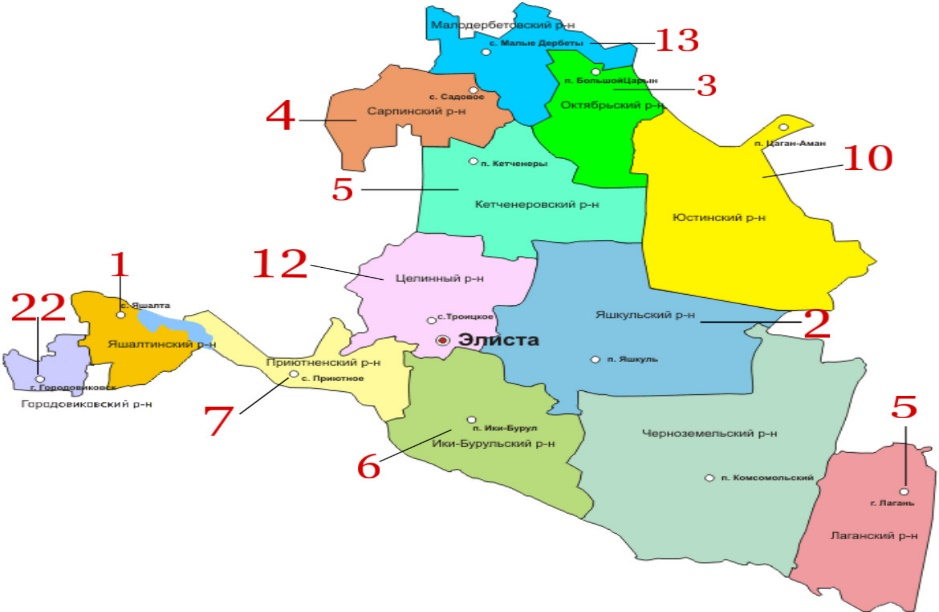 Малодербетовский р-н
с. Малые Дербеты
13
п. БольшойЦарын
3
с. Садовое
Октябрьский р-н
Сарпинский р-н
4
п. Цаган-Аман
10
п. Кетченеры
5
Кетченеровский р-н
Юстинский р-н
12
1
Целинный р-н
22
с. Яшалта
с.Троицкое
Яшкульский р-н
2
Яшалтинский р-н
Элиста
п. Яшкуль
Приютненский р-н
с. Приютное
г. Городовиковск
Городовиковский р-н
7
5
п. Ики-Бурул
Черноземельский р-н
Ики-Бурульский р-н
6
п. Комсомольский
г. Лагань
Лаганский р-н